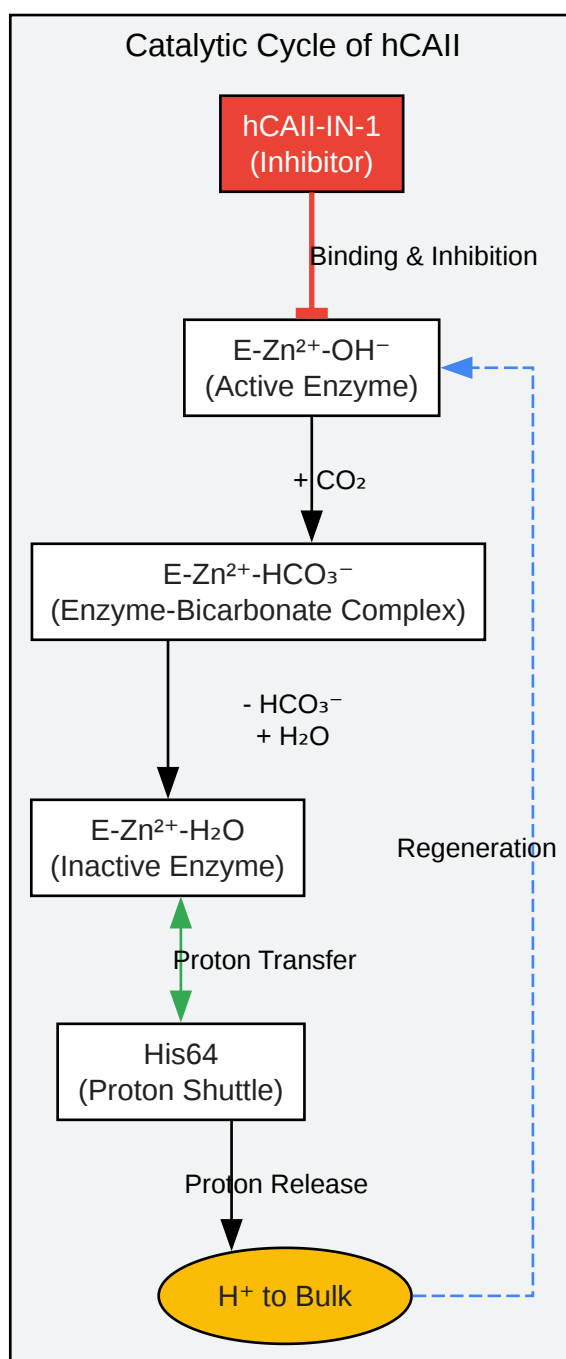 Catalytic Cycle of hCAII
hCAII-IN-1
(Inhibitor)
Binding & Inhibition
E-Zn²⁺-OH⁻
(Active Enzyme)
+ CO₂
E-Zn²⁺-HCO₃⁻
(Enzyme-Bicarbonate Complex)
- HCO₃⁻
+ H₂O
E-Zn²⁺-H₂O
(Inactive Enzyme)
Regeneration
Proton Transfer
His64
(Proton Shuttle)
Proton Release
H⁺ to Bulk